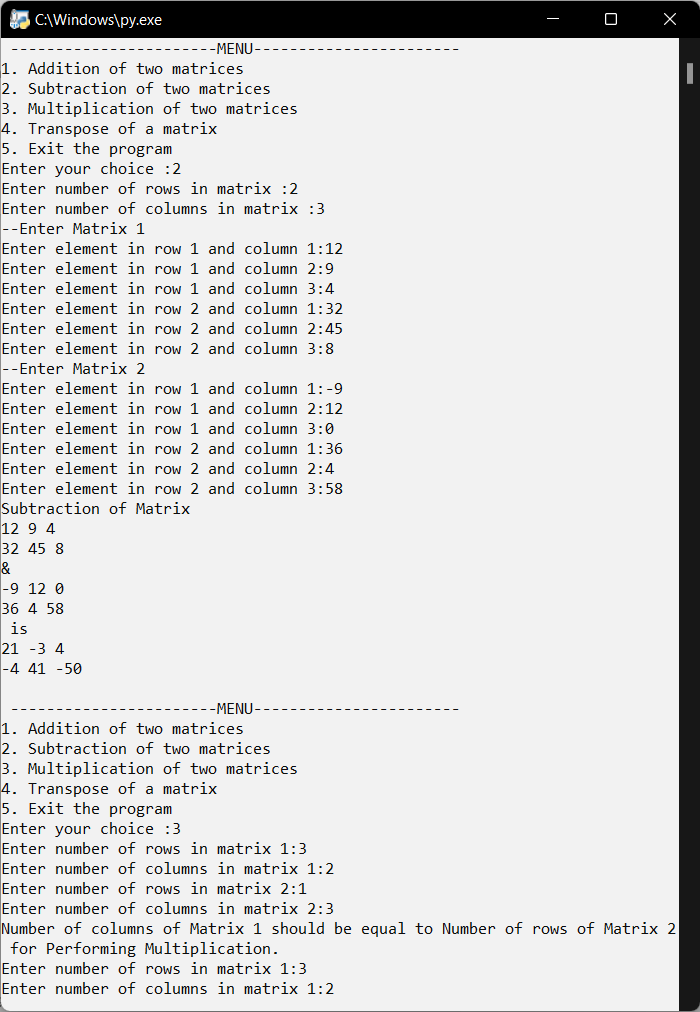 C:\Windows\py.exe
-----------------------MENU-----------------------
1. Addition of two matrices
2. Subtraction of two matrices
3. Multiplication of two matrices
4. Transpose of a matrix
5. Exit the program
Enter your choice :2
Enter number of rows in matrix :2
Enter number of columns in matrix :3
--Enter Matrix 1
Enter element in row 1 and column 1:12
Enter element in row 1 and column 2:9
Enter element in row 1 and column 3:4
Enter element in row 2 and column 1:32
Enter element in row 2 and column 2:45
Enter element in row 2 and column 3:8
--Enter Matrix 2
Enter element in row 1 and column 1:-9
Enter element in row 1 and column 2:12
Enter element in row 1 and column 3:0
Enter element in row 2 and column 1:36
Enter element in row 2 and column 2:4
Enter element in row 2 and column 3:58
Subtraction of Matrix
12 9 4
32 45 8
&
-9 12 0
36 4 58
 is
21 -3 4
-4 41 -50
-----------------------MENU-----------------------
1. Addition of two matrices
2. Subtraction of two matrices
3. Multiplication of two matrices
4. Transpose of a matrix
5. Exit the program
Enter your choice :3
Enter number of rows in matrix 1:3
Enter number of columns in matrix 1:2
Enter number of rows in matrix 2:1
Enter number of columns in matrix 2:3
Number of columns of Matrix 1 should be equal to Number of rows of Matrix 2
 for Performing Multiplication.
Enter number of rows in matrix 1:3
Enter number of columns in matrix 1:2